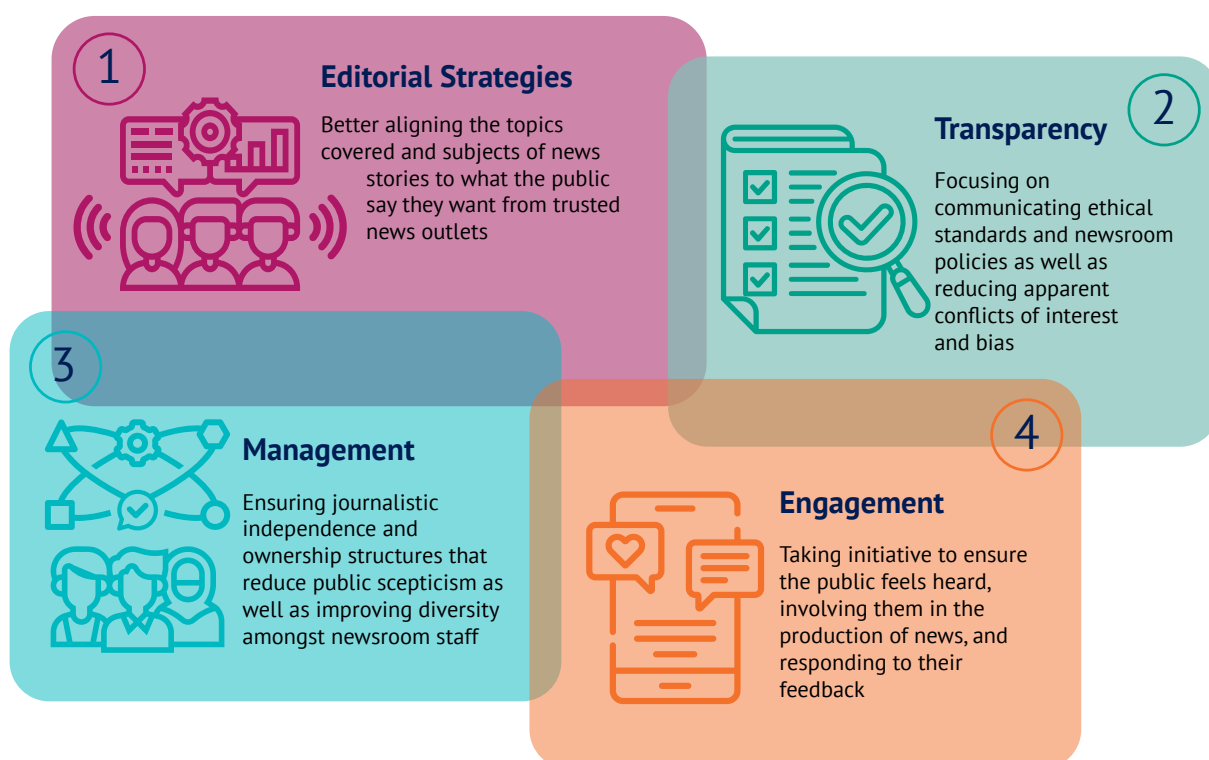 1
Editorial Strategies
Better aligning the topics
covered and subjects of news
stories to what the public
say they want from trusted
news outlets
2
Transparency
Focusing on
communicating ethical
standards and newsroom
policies as well as
reducing apparent
conflicts of interest
and bias
3
Management
Ensuring journalistic
independence and
ownership structures that
reduce public scepticism as
well as improving diversity
amongst newsroom staff
4
Engagement
Taking initiative to ensure
the public feels heard,
involving them in the
production of news, and
responding to their
feedback